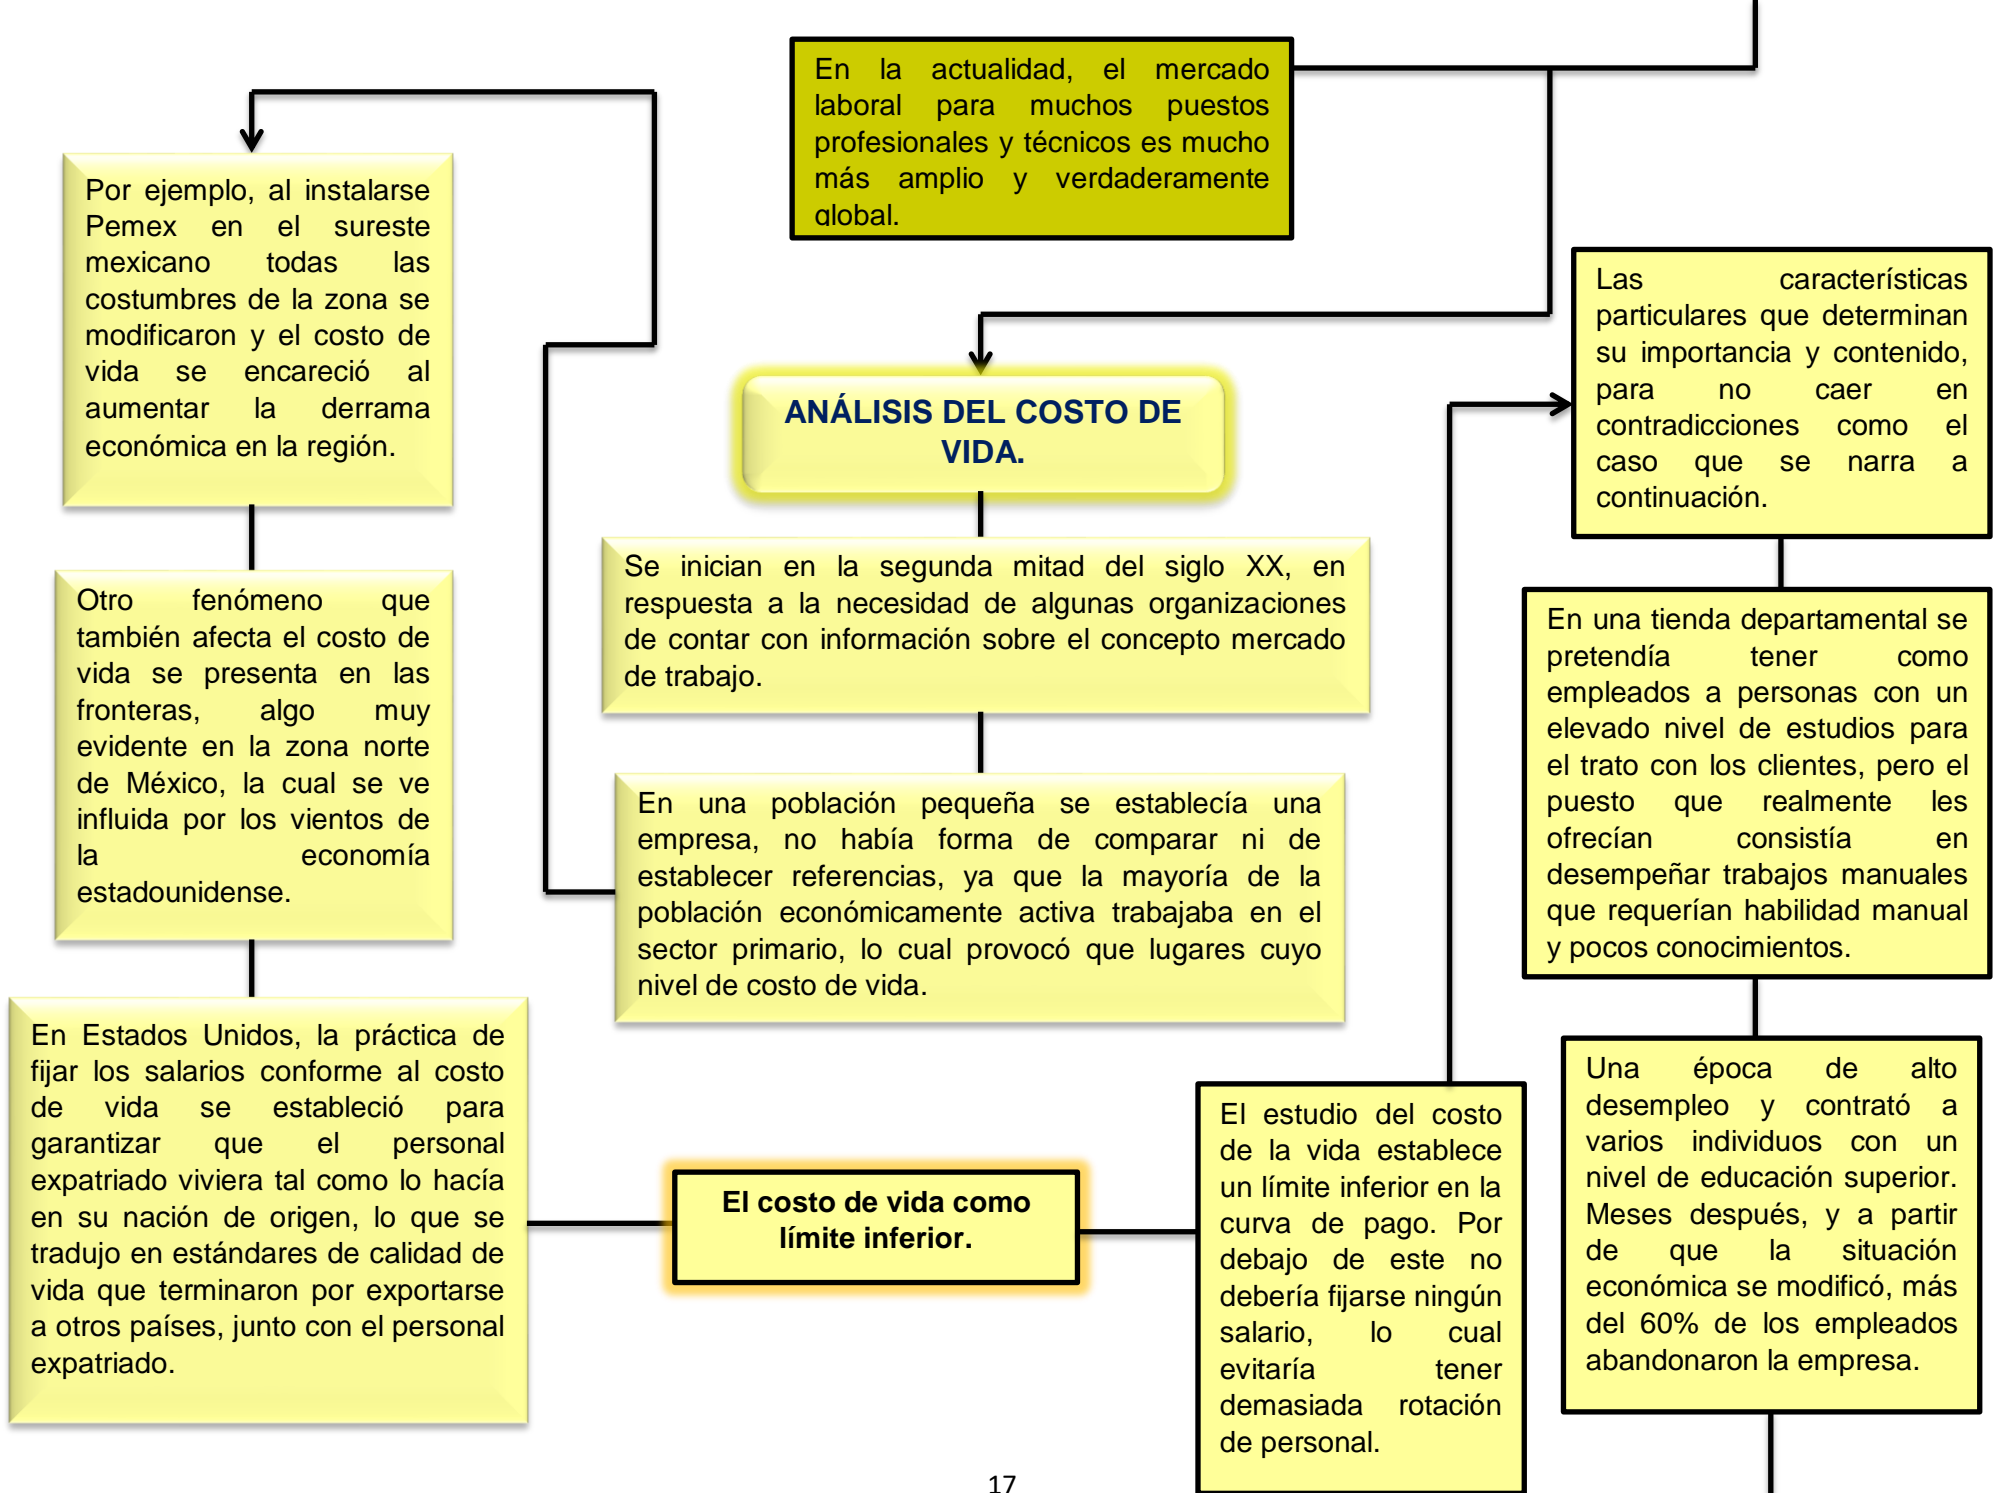 En la actualidad, el mercado
laboral para muchos puestos
profesionales y técnicos es mucho
más amplio y verdaderamente
global.
ANÁLISIS DEL COSTO DE
VIDA.
Se inician en la segunda mitad del siglo XX, en
respuesta a la necesidad de algunas organizaciones
de contar con información sobre el concepto mercado
de trabajo.
En una población pequeña se establecía una
empresa, no había forma de comparar ni de
establecer referencias, ya que la mayoría de la
población económicamente activa trabajaba en el
sector primario, lo cual provocó que lugares cuyo
nivel de costo de vida.
Por ejemplo, al instalarse
Pemex en el sureste
mexicano todas las
costumbres de la zona se
modificaron y el costo de
vida se encareció al
aumentar la derrama
económica en la región.
Otro fenómeno que
también afecta el costo de
vida se presenta en las
fronteras, algo muy
evidente en la zona norte
de México, la cual se ve
influida por los vientos de
la economía
estadounidense.
En Estados Unidos, la práctica de
fijar los salarios conforme al costo
de vida se estableció para
garantizar que el personal
expatriado viviera tal como lo hacía
en su nación de origen, lo que se
tradujo en estándares de calidad de
vida que terminaron por exportarse
a otros países, junto con el personal
expatriado.
El costo de vida como
límite inferior.
El estudio del costo
de la vida establece
un límite inferior en la
curva de pago. Por
debajo de este no
debería fijarse ningún
salario, lo cual
evitaría tener
demasiada rotación
de personal.
Las características
particulares que determinan
su importancia y contenido,
para no caer en
contradicciones como el
caso que se narra a
continuación.
En una tienda departamental se
pretendía tener como
empleados a personas con un
elevado nivel de estudios para
el trato con los clientes, pero el
puesto que realmente les
ofrecían consistía en
desempeñar trabajos manuales
que requerían habilidad manual
y pocos conocimientos.
Una época de alto
desempleo y contrató a
varios individuos con un
nivel de educación superior.
Meses después, y a partir
de que la situación
económica se modificó, más
del 60% de los empleados
abandonaron la empresa.
17